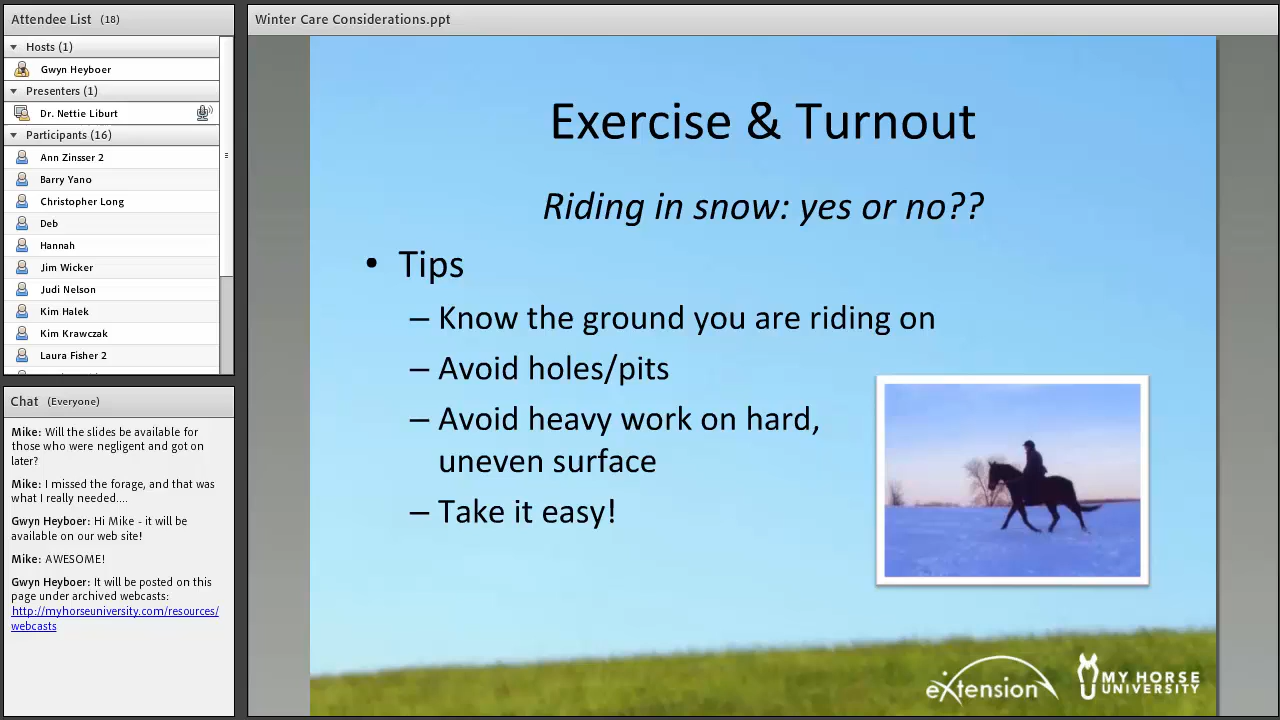 Attendee List (18)
Hosts (1)
Gwyn Heyboer
Presenters (1)
Dr. Nettie Liburt
Participants (16)
Ann Zinsser 2
Barry Yano
Christopher Long
Deb
Hannah
Jim Wicker
Judi Nelson
Kim Halek
Kim Krawczak
Laura Fisher 2
Chat (Everyone)
Mike: Will the slides be available for
those who were negligent and got on
later?
Mike: I missed the forage, and that was
what I really needed....
Gwyn Heyboer: Hi Mike - it will be
available on our web site!
Mike: AWESOME!
Gwyn Heyboer: It will be posted on this
page under archived webcasts:
http://myhorseuniversity.com/resources/
webcasts
Winter Care Considerations.ppt
Exercise & Turnout
Riding in snow: yes or no??
• Tips
– Know the ground you are riding on
– Avoid holes/pits
– Avoid heavy work on hard,
uneven surface
– Take it easy!
eXtension
MY HORSE
UNIVERSITY